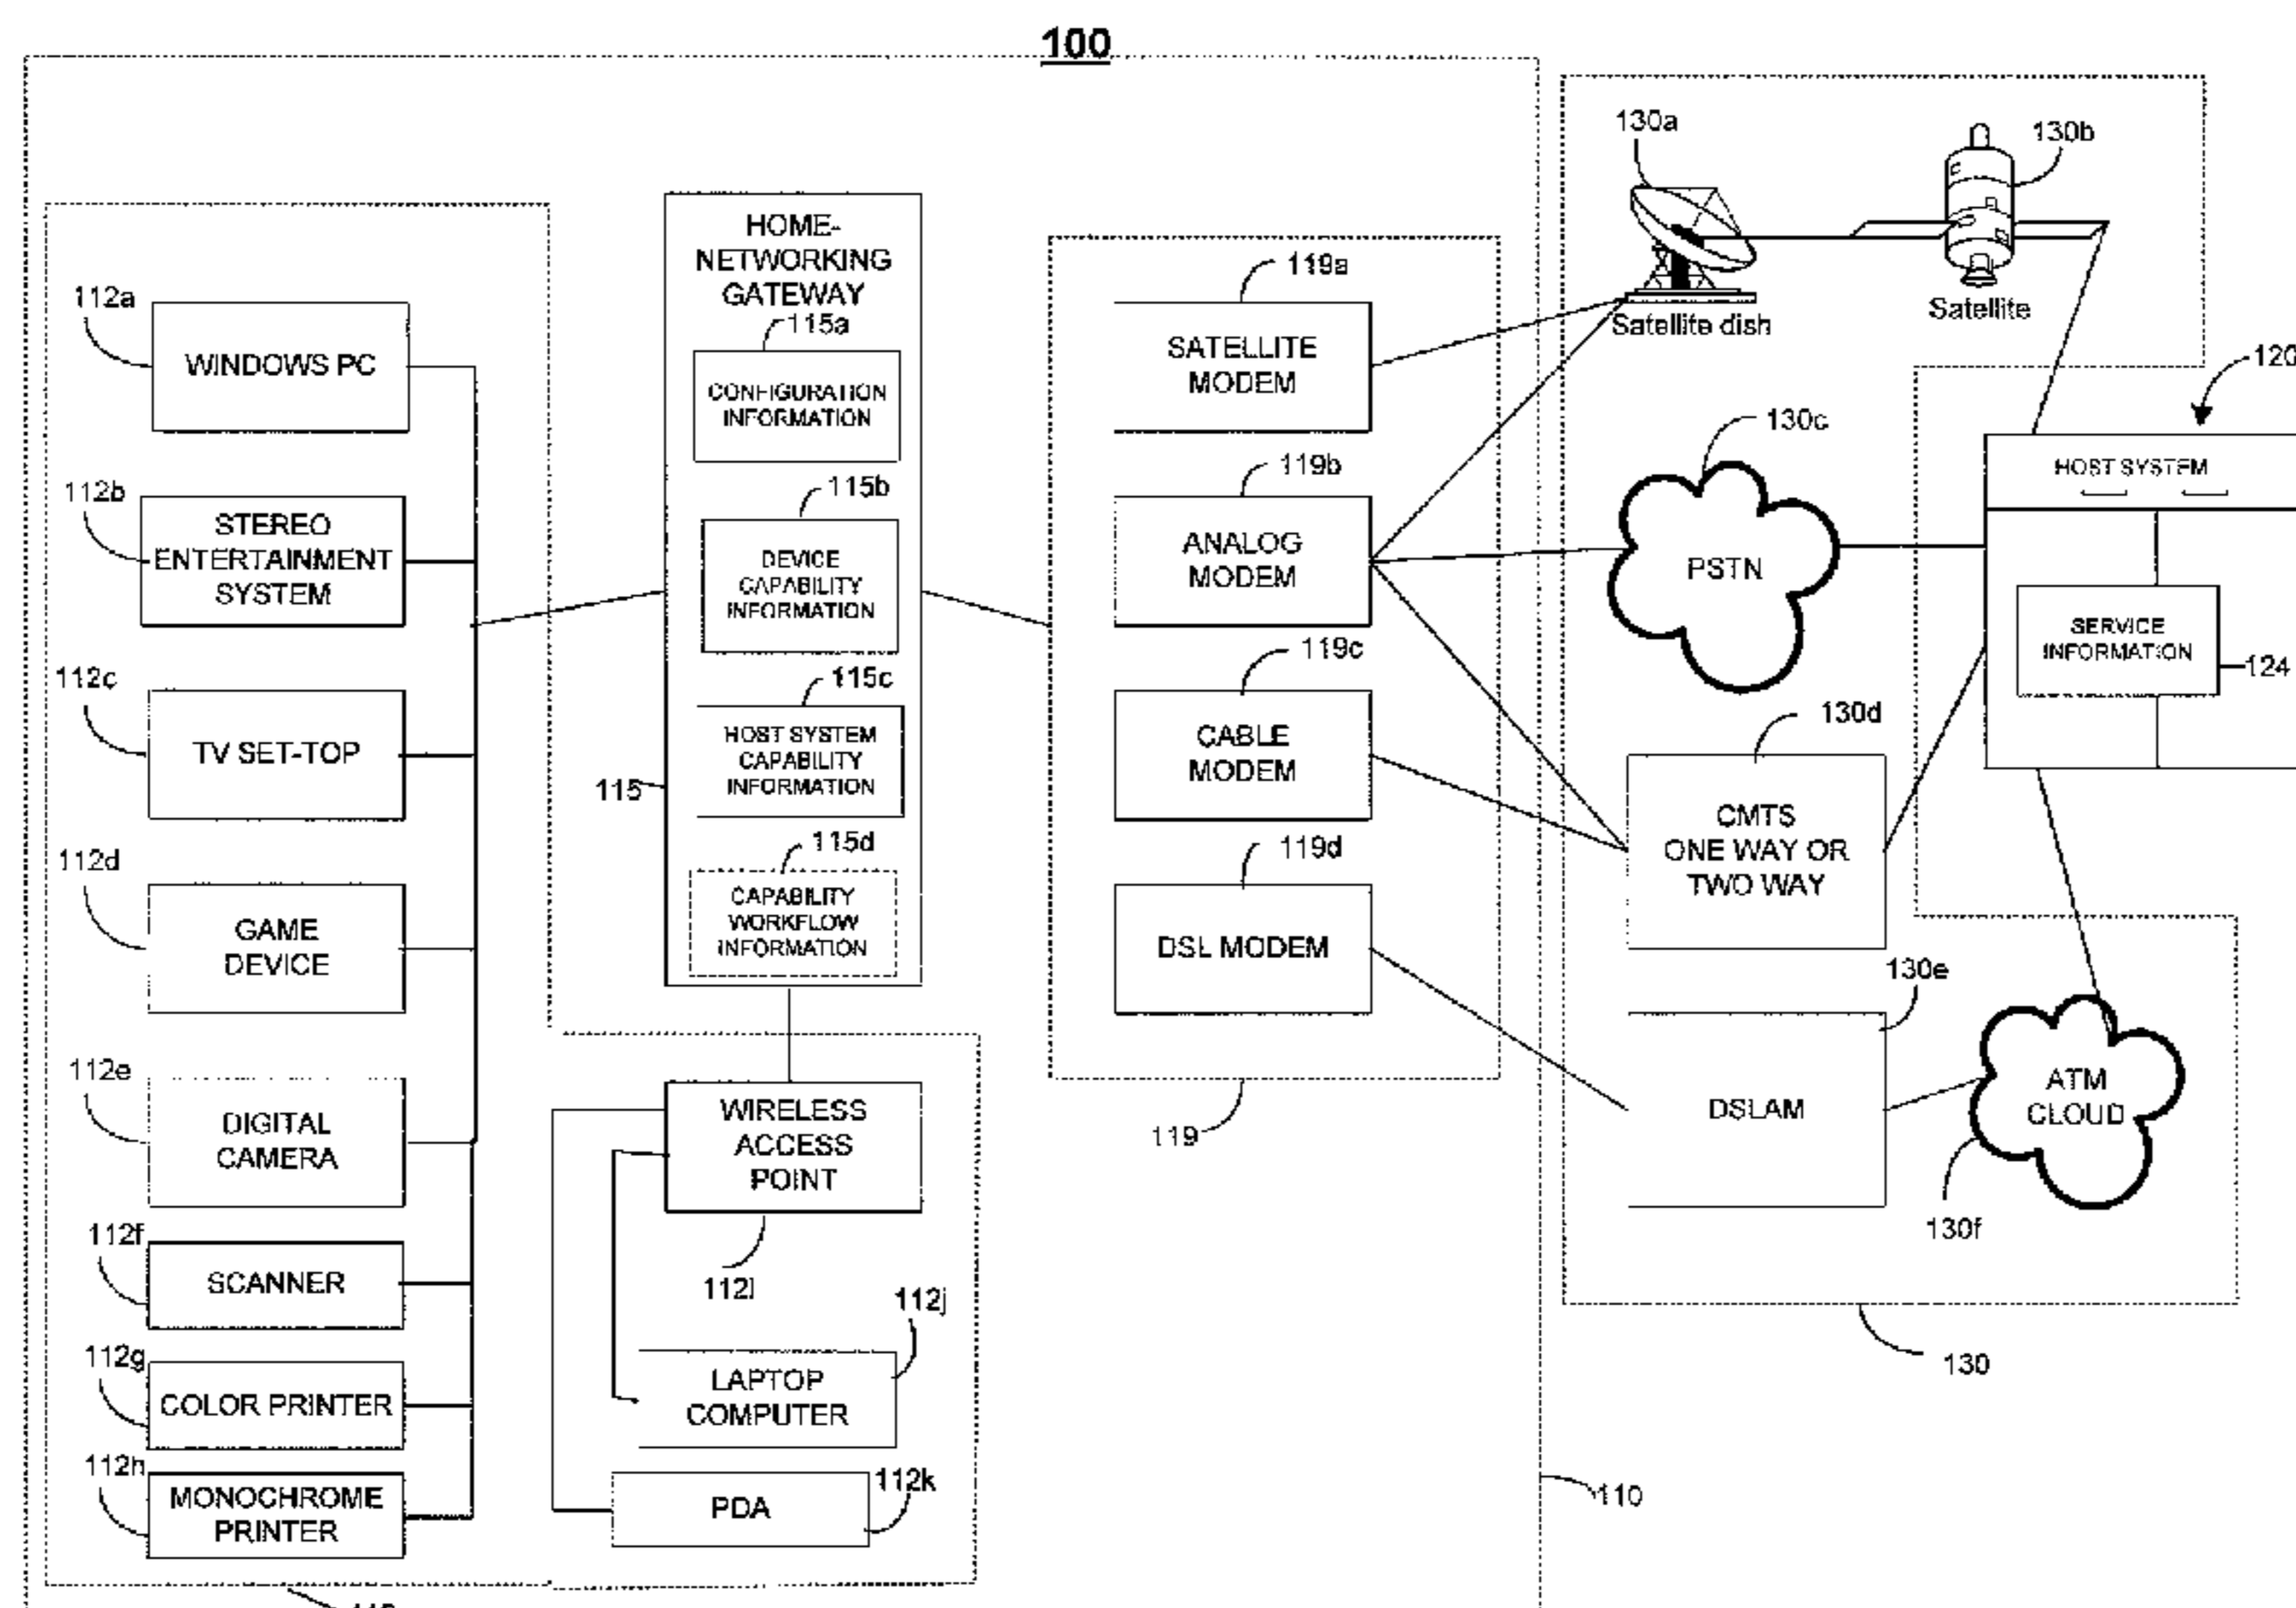 100
112a
WINDOWS PC
112b
STEREO
ENTERTAINMENT
SYSTEM
112c
TV SET-TOP
112d
GAME
DEVICE
112e
DIGITAL
CAMERA
112f
SCANNER
112g
COLOR PRINTER
112h
MONOCHROME
PRINTER
HOME-
NETWORKING
GATEWAY
115a
CONFIGURATION
INFORMATION
115b
DEVICE
CAPABILITY
INFORMATION
115c
HOST SYSTEM
CAPABILITY
INFORMATION
115
115d
CAPABILITY
WORKFLOW
INFORMATION
WIRELESS
ACCESS
POINT
112i
112j
LAPTOP
COMPUTER
112k
PDA
119a
SATELLITE
MODEM
119b
ANALOG
MODEM
119c
CABLE
MODEM
119d
DSL MODEM
119
130a
Satellite dish
130b
Satellite
130c
PSTN
130d
CMTS
ONE WAY OR
TWO WAY
130e
DSLAM
ATM
CLOUD
130f
130
120
HOST SYSTEM
SERVICE
INFORMATION
124
110